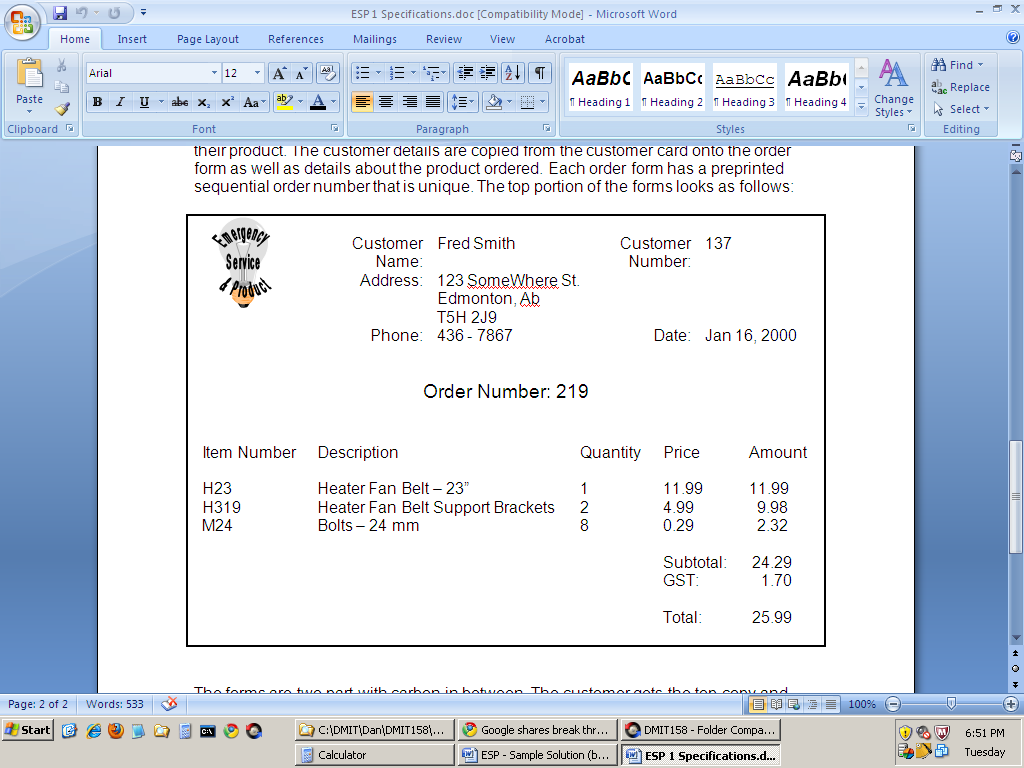 ESP 1 Specifications.doc [Compatibility Mode] - Microsoft Word
Home Insert Page Layout References Mailings Review View Acrobat
Arial 12
Paste
B I U abc X₂ X² Aa
AaBbC AaBbCc AaBbCc AaBb
¶ Heading 1 ¶ Heading 2 ¶ Heading 3 ¶ Heading 4
Change Styles
Find
Replace
Select
Clipboard Font Paragraph Styles Editing
their product. The customer details are copied from the customer card onto the order
form as well as details about the product ordered. Each order form has a preprinted
sequential order number that is unique. The top portion of the forms looks as follows:
Emergency
Service
& Product
Customer Fred Smith Customer 137
Name: Number:
Address: 123 SomeWhere St.
Edmonton, Ab
T5H 2J9
Phone: 436 - 7867 Date: Jan 16, 2000
Order Number: 219
Item Number Description Quantity Price Amount
H23 Heater Fan Belt – 23” 1 11.99 11.99
H319 Heater Fan Belt Support Brackets 2 4.99 9.98
M24 Bolts – 24 mm 8 0.29 2.32
Subtotal: 24.29
GST: 1.70
Total: 25.99
The forms are two part with carbon in between. The customer gets the top copy and
Page: 2 of 2 Words: 533 100%
Start C:\DMIT\Dan\DMIT158\... Google shares break thr... DMIT158 - Folder Compa... 6:51 PM
Calculator ESP - Sample Solution (b... ESP 1 Specifications.d... Tuesday